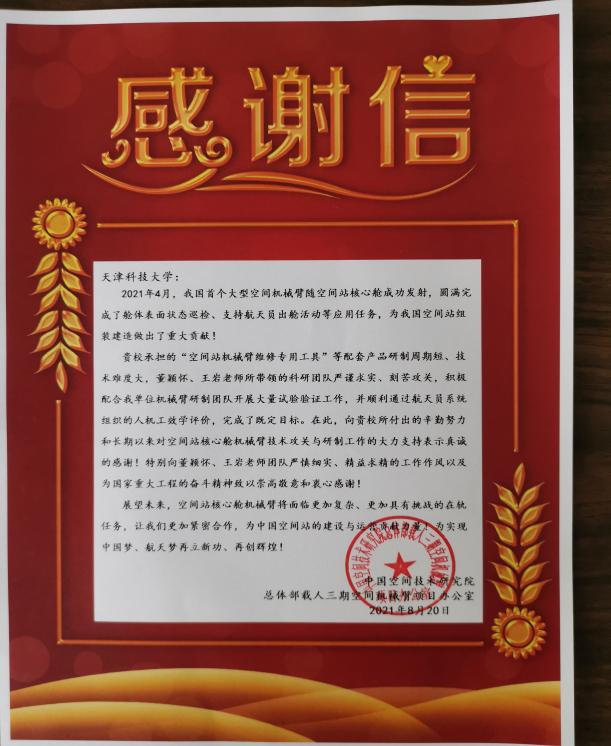 感谢信
天津科技大学：
2021年4月，我国首个大型空间机械臂随空间站核心舱成功发射，圆满完
成了舱体表面状态巡检、支持航天员出舱活动等应用任务，为我国空间站组
装建造做出了重大贡献！
贵校承担的“空间站机械臂维修专用工具”等配套产品研制周期短、技
术难度大，董颖怀、王岩老师所带领的科研团队严谨求实、刻苦攻关，积极
配合我单位机械臂研制团队开展大量试验验证工作，并顺利通过航天员系统
组织的人机工效学评价，完成了既定目标。在此，向贵校所付出的辛勤努力
和长期以来对空间站核心舱机械臂技术攻关与研制工作的大力支持表示真诚
的感谢！特别向董颖怀、王岩老师团队严慎细实、精益求精的工作作风以及
为国家重大工程的奋斗精神致以崇高敬意和衷心感谢！
展望未来，空间站核心舱机械臂将面临更加复杂、更加具有挑战的在轨
任务，让我们更加紧密合作，为中国空间站的建设与运营贡献力量！为实现
中国梦、航天梦再立新功、再创辉煌！
中国空间技术研究院
总体部载人三期空间机械臂项目办公室
2021年8月20日